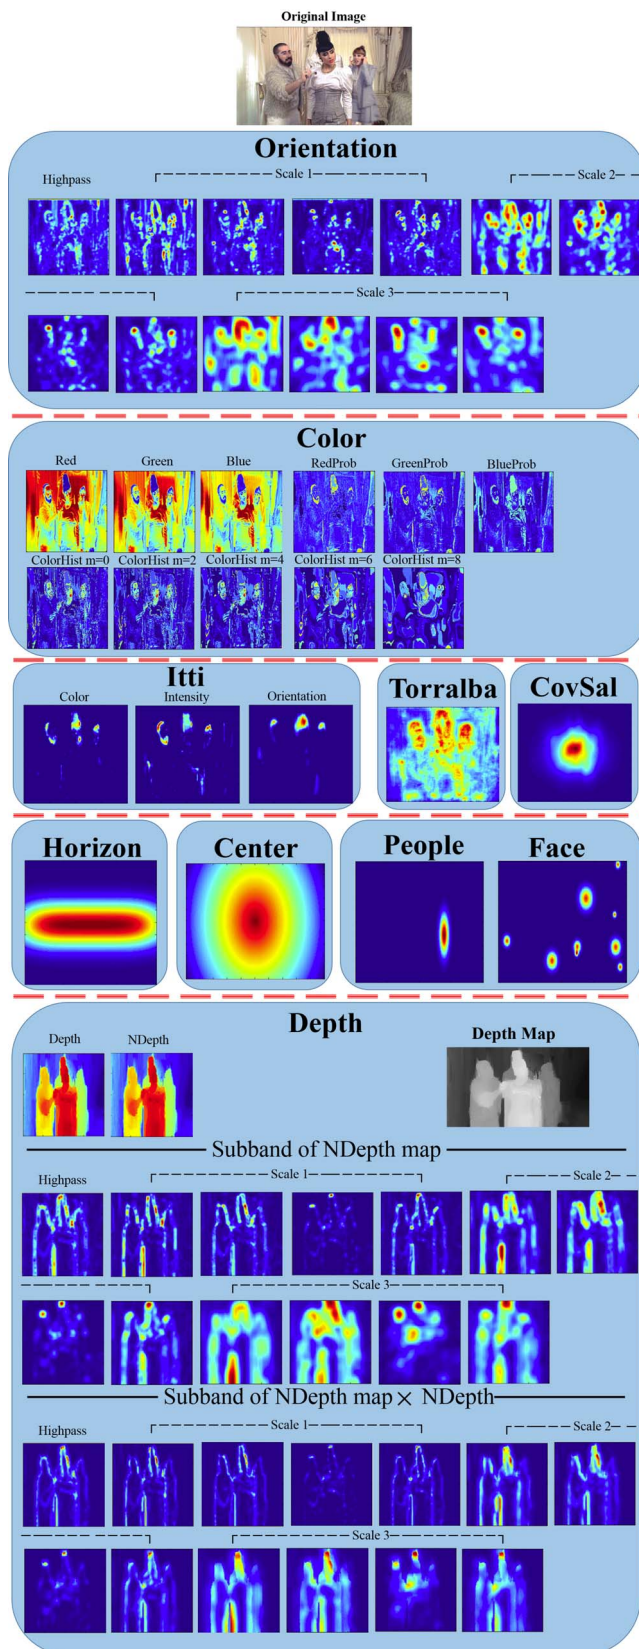 Original Image
Orientation
Highpass
Scale 1
Scale 2
Scale 3
Color
Red Green Blue RedProb GreenProb BlueProb
ColorHist m=0 ColorHist m=2 ColorHist m=4 ColorHist m=6 ColorHist m=8
Itti
Color Intensity Orientation
Torralba
CovSal
Horizon
Center
People
Face
Depth
Depth NDepth
Depth Map
Subband of NDepth map
Highpass
Scale 1
Scale 2
Scale 3
Subband of NDepth map × NDepth
Highpass
Scale 1
Scale 2
Scale 3